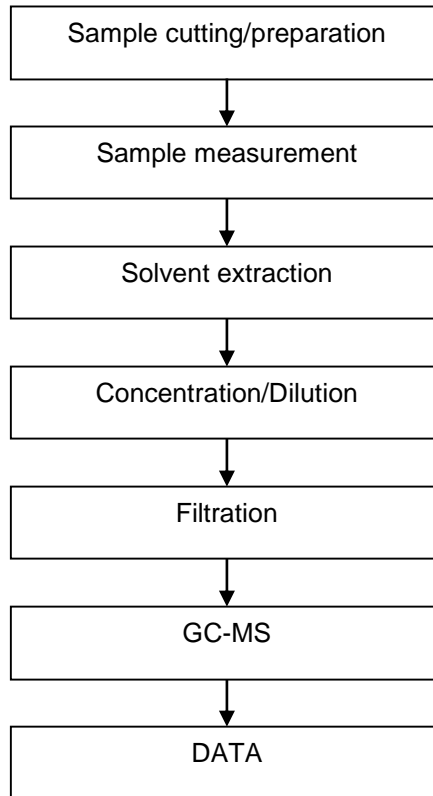 Sample cutting/preparation
Sample measurement
Solvent extraction
Concentration/Dilution
Filtration
GC-MS
DATA